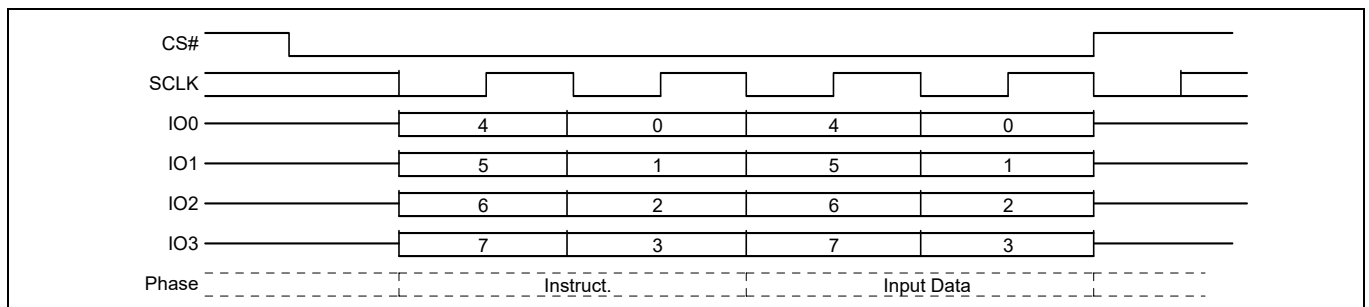 CS#
SCLK
IO0 4 0 4 0
IO1 5 1 5 1
IO2 6 2 6 2
IO3 7 3 7 3
Phase Instruct. Input Data